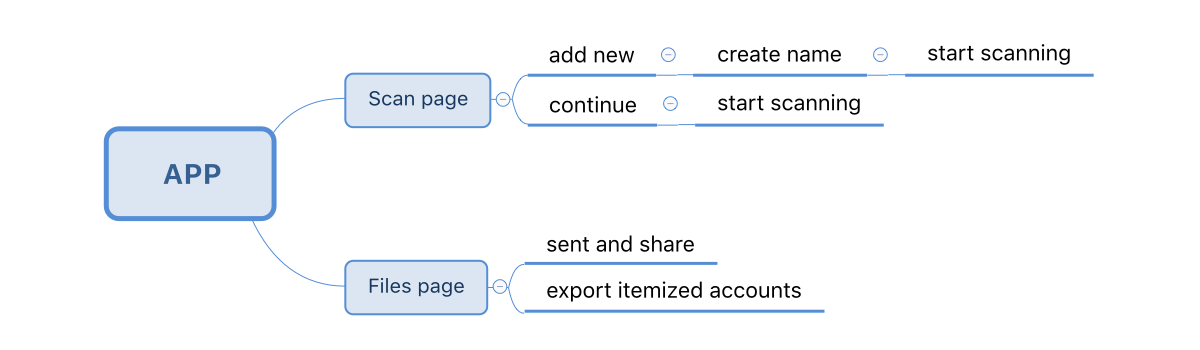 APP
Scan page
add new
create name
start scanning
continue
start scanning
Files page
sent and share
export itemized accounts